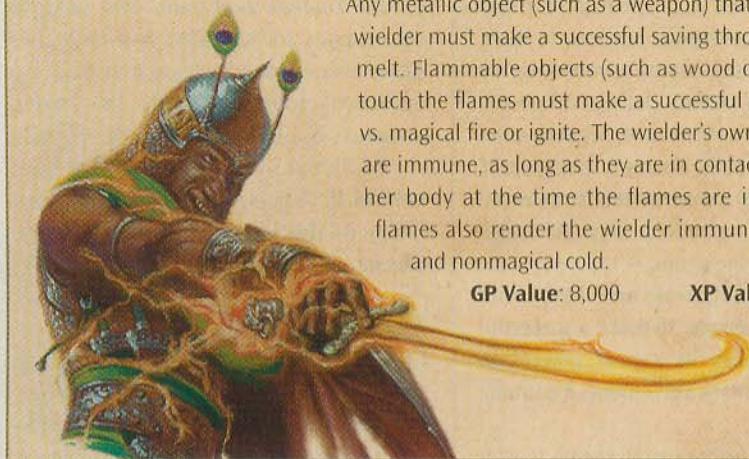 Any metallic object (such as a weapon) that
wielder must make a successful saving thro
melt. Flammable objects (such as wood o
touch the flames must make a successful
vs. magical fire or ignite. The wielder's own
are immune, as long as they are in contac
her body at the time the flames are i
flames also render the wielder immun
and nonmagical cold.
GP Value: 8,000 XP Val